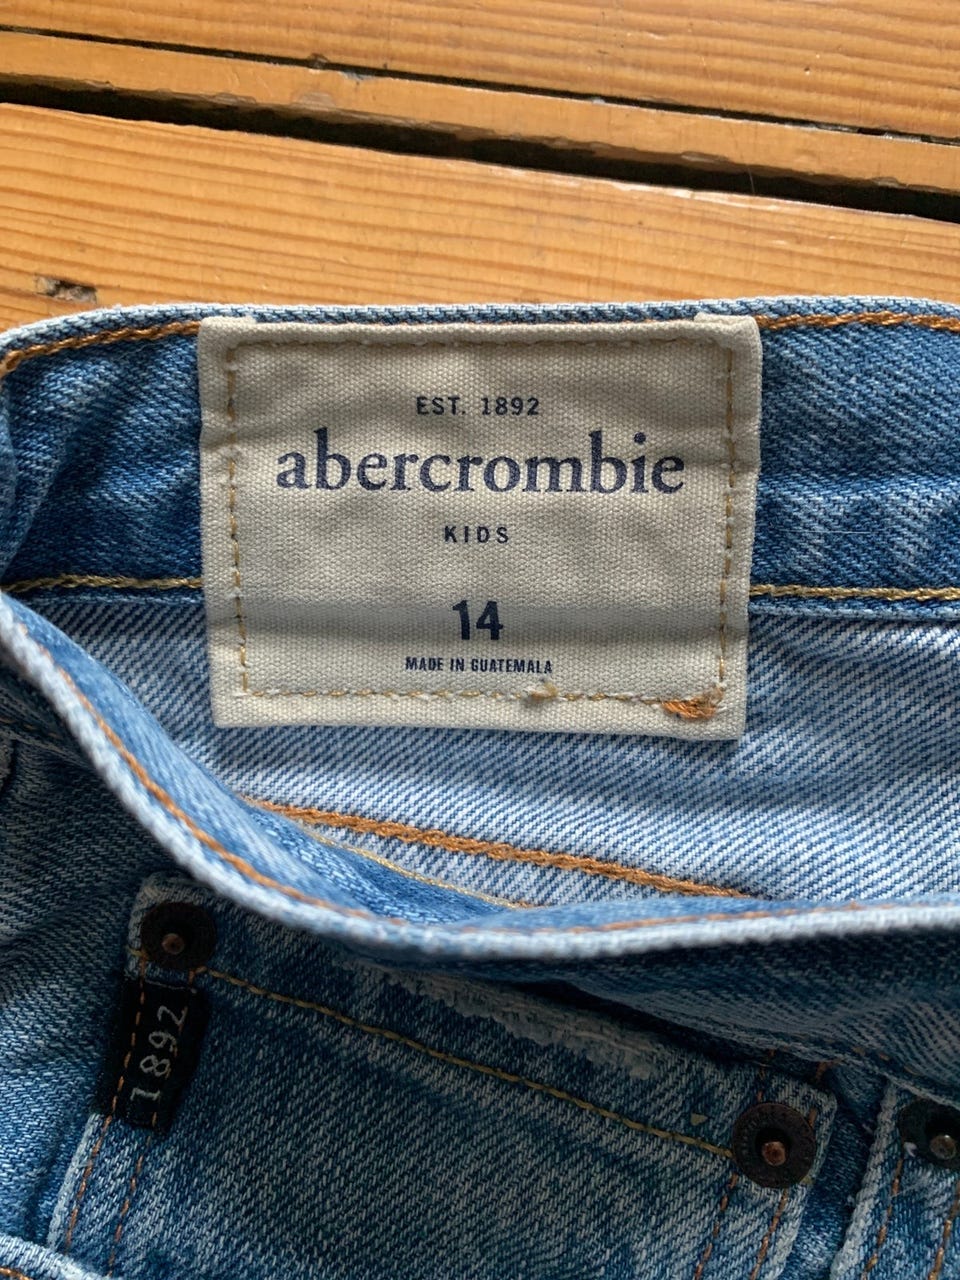 EST. 1892
abercrombie
KIDS
14
MADE IN GUATEMALA
1892